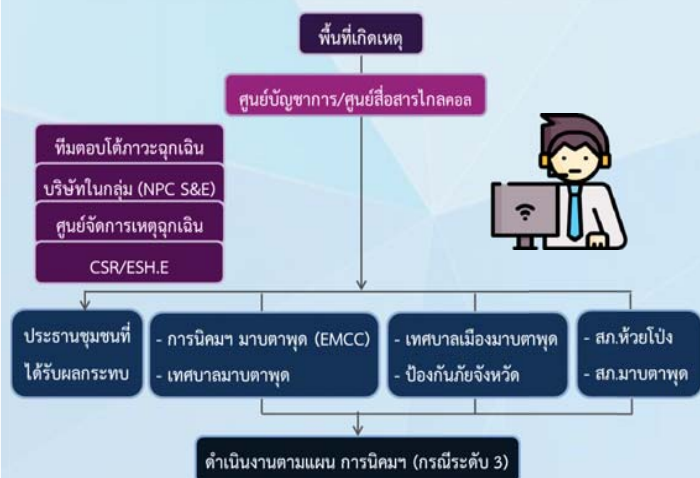 พื้นที่เกิดเหตุ
ศูนย์บัญชาการ/ศูนย์สื่อสารไกลคอล
ทีมตอบโต้ภาวะฉุกเฉิน
บริษัทในกลุ่ม (NPC S&E)
ศูนย์จัดการเหตุฉุกเฉิน
CSR/ESH.E
ประธานชุมชนที่
ได้รับผลกระทบ
- การนิคมฯ มาบตาพุด (EMCC)
- เทศบาลมาบตาพุด
- เทศบาลเมืองมาบตาพุด
- ป้องกันภัยจังหวัด
- สภ.ห้วยโป่ง
- สภ.มาบตาพุด
ดำเนินงานตามแผน การนิคมฯ (กรณีระดับ 3)